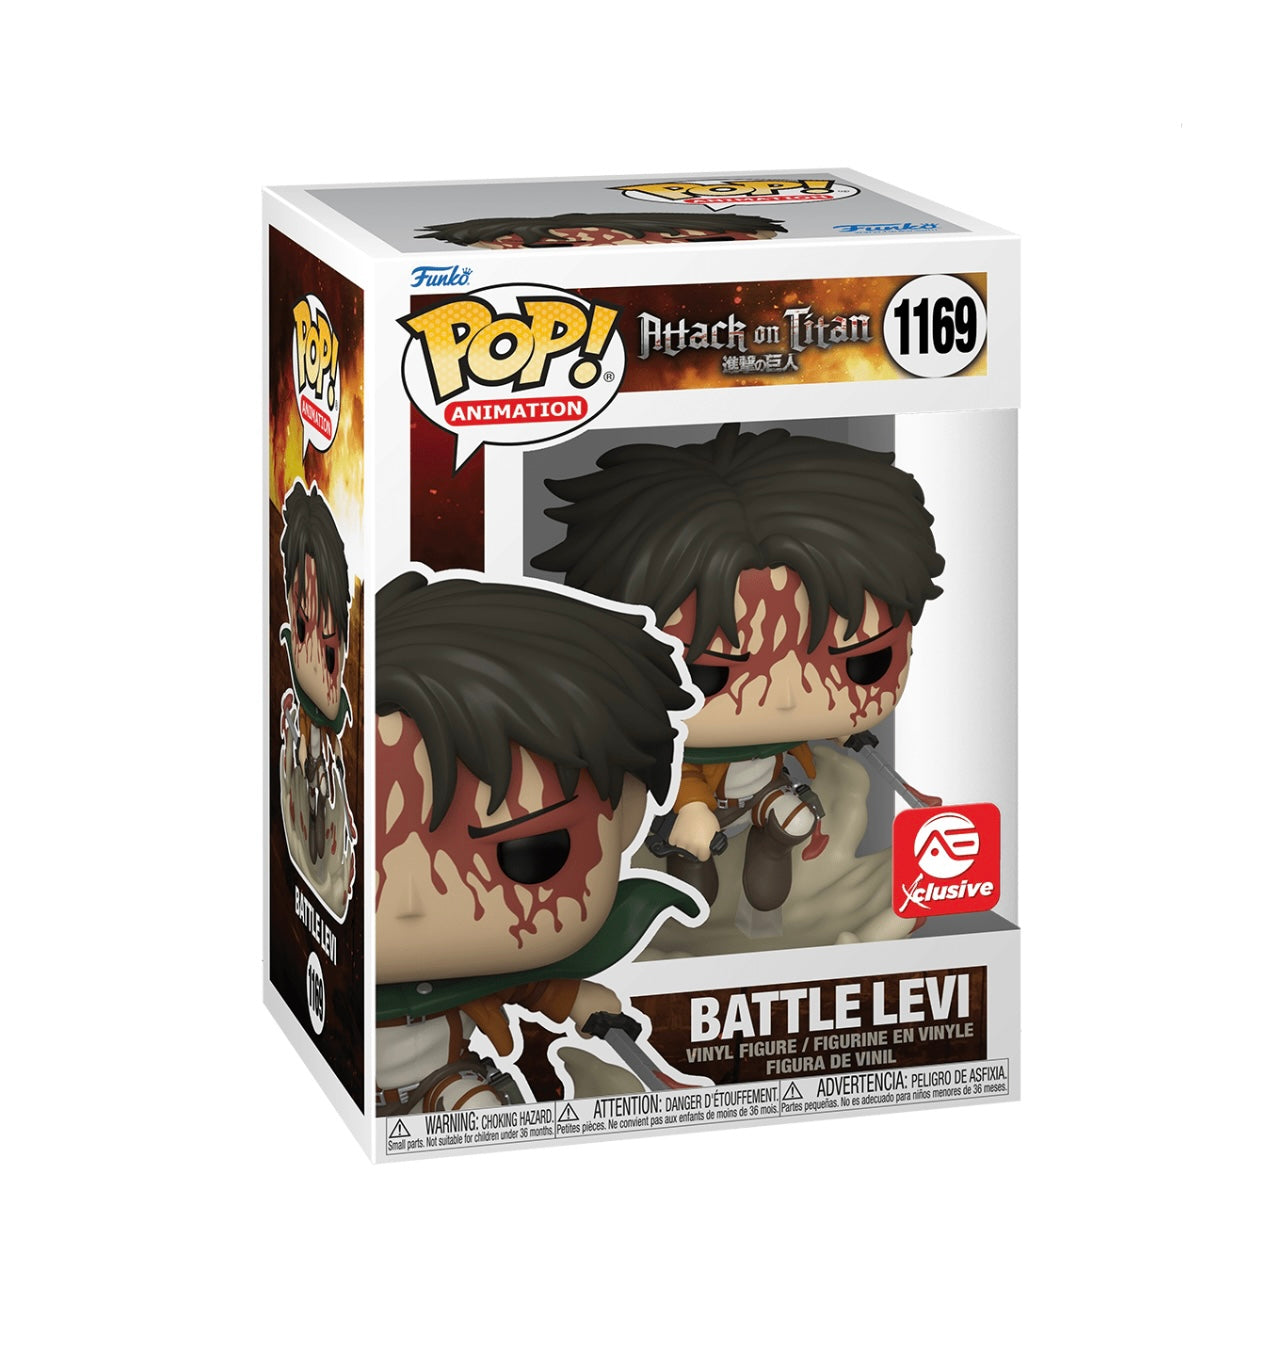 POP!
ANIMATION
Funko
Funko
POP!®
ANIMATION
Attack on Titan
進撃の巨人
1169
POP!
ANIMATION
BATTLE LEVI
1169
AE
Xclusive
BATTLE LEVI
VINYL FIGURE / FIGURINE EN VINYLE
FIGURA DE VINIL
WARNING: CHOKING HAZARD.
Small parts. Not suitable for children under 36 months.
ATTENTION: DANGER D'ÉTOUFFEMENT.
Petites pièces. Ne convient pas aux enfants de moins de 36 mois.
ADVERTENCIA: PELIGRO DE ASFIXIA.
Partes pequeñas. No es adecuado para niños menores de 36 meses.